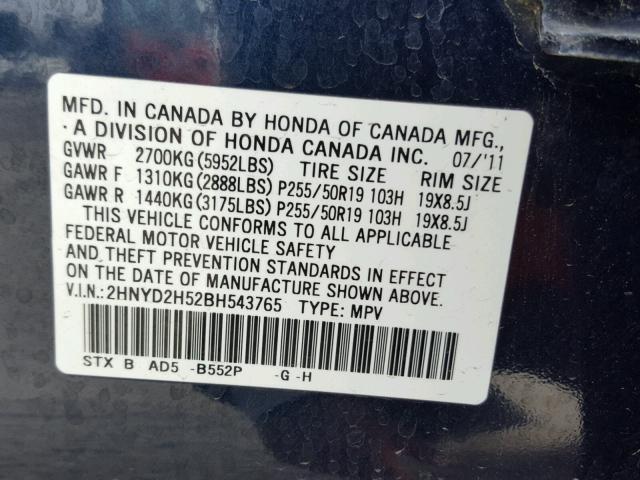 MFD. IN CANADA BY HONDA OF CANADA MFG.,
A DIVISION OF HONDA CANADA INC. 07/'11
GVWR 2700KG(5952LBS) TIRE SIZE RIM SIZE
GAWR F 1310KG(2888LBS) P255/50R19 103H 19X8.5J
GAWR R 1440KG(3175LBS) P255/50R19 103H 19X8.5J
THIS VEHICLE CONFORMS TO ALL APPLICABLE
FEDERAL MOTOR VEHICLE SAFETY
AND THEFT PREVENTION STANDARDS IN EFFECT
ON THE DATE OF MANUFACTURE SHOWN ABOVE.
V.I.N.:2HNYD2H52BH543765 TYPE: MPV
STX B AD5 -B552P -G -H